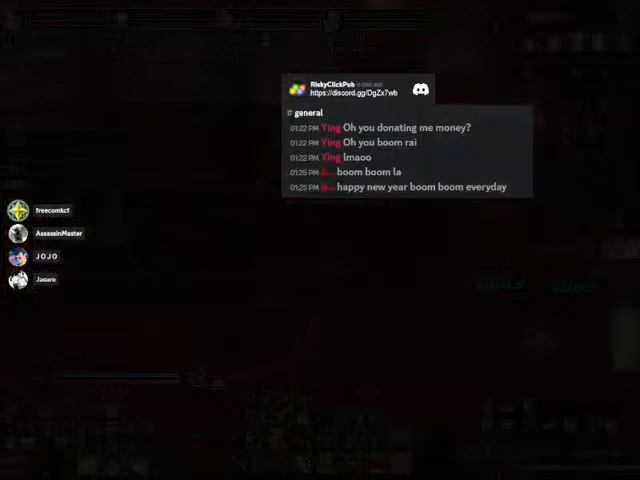 RiskyClickPub
https://discord.gg/DgZx7wb
# general
01:22 PM Ying Oh you donating me money?
01:22 PM Ying Oh you boom rai
01:22 PM Ying lmaoo
01:25 PM boom boom la
01:25 PM happy new year boom boom everyday
freecomkcf
AssassinMaster
J O J O